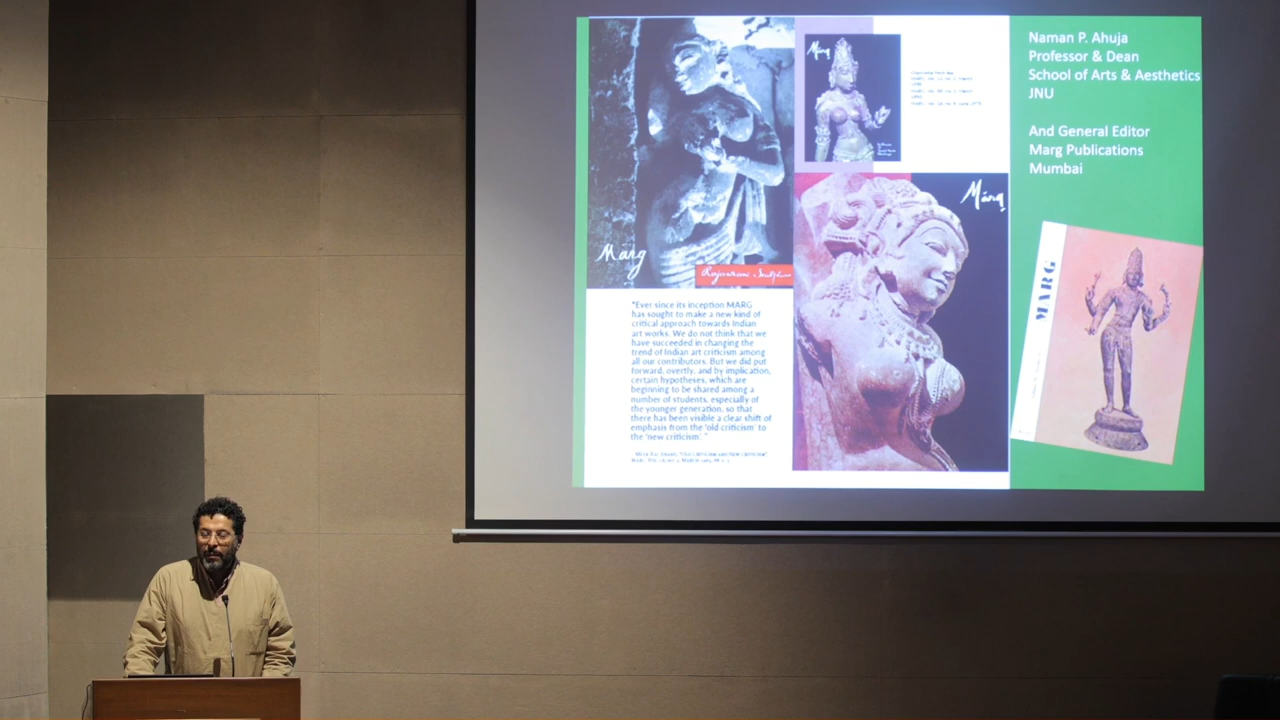 Marg
"Ever since its inception MARG
has sought to make a new kind of
critical approach towards Indian
art works. We do not think that we
have succeeded in changing the
trend of Indian art criticism among
all our contributors. But we did put
forward, overtly, and by implication,
certain hypotheses, which are
beginning to be shared among a
number of students, especially of
the younger generation, so that
there has been visible a clear shift of
emphasis from the 'old criticism' to
the 'new criticism'. "
Marg
Marg
Naman P. Ahuja
Professor & Dean
School of Arts & Aesthetics
JNU
And General Editor
Marg Publications
Mumbai
MARG